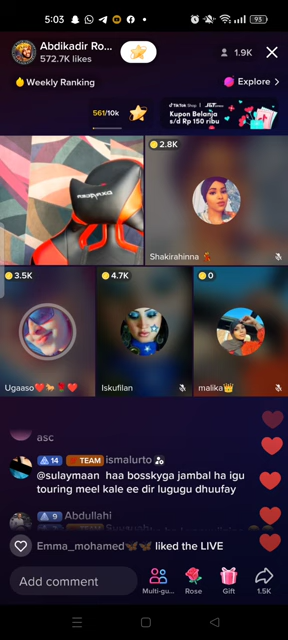 5:03
93
Abdikadir Ro...
572.7K likes
1.9K
Weekly Ranking
Explore
561/10k
TikTok Shop
J&T
Kupon Belanja
s/d Rp 150 ribu
2.8K
Shakirahinna
3.5K
4.7K
0
Ugaaso❤️🐎🌹❤️
Iskufilan
malika👑
asc
14 TEAM ismalurto
@sulaymaan haa bosskyga jambal ha igu
touring meel kale ee dir lugugu dhuufay
9 Abdullahi
Emma_mohamed🦋🦋 liked the LIVE
Add comment
Multi-gu...
Rose
Gift
1.5K